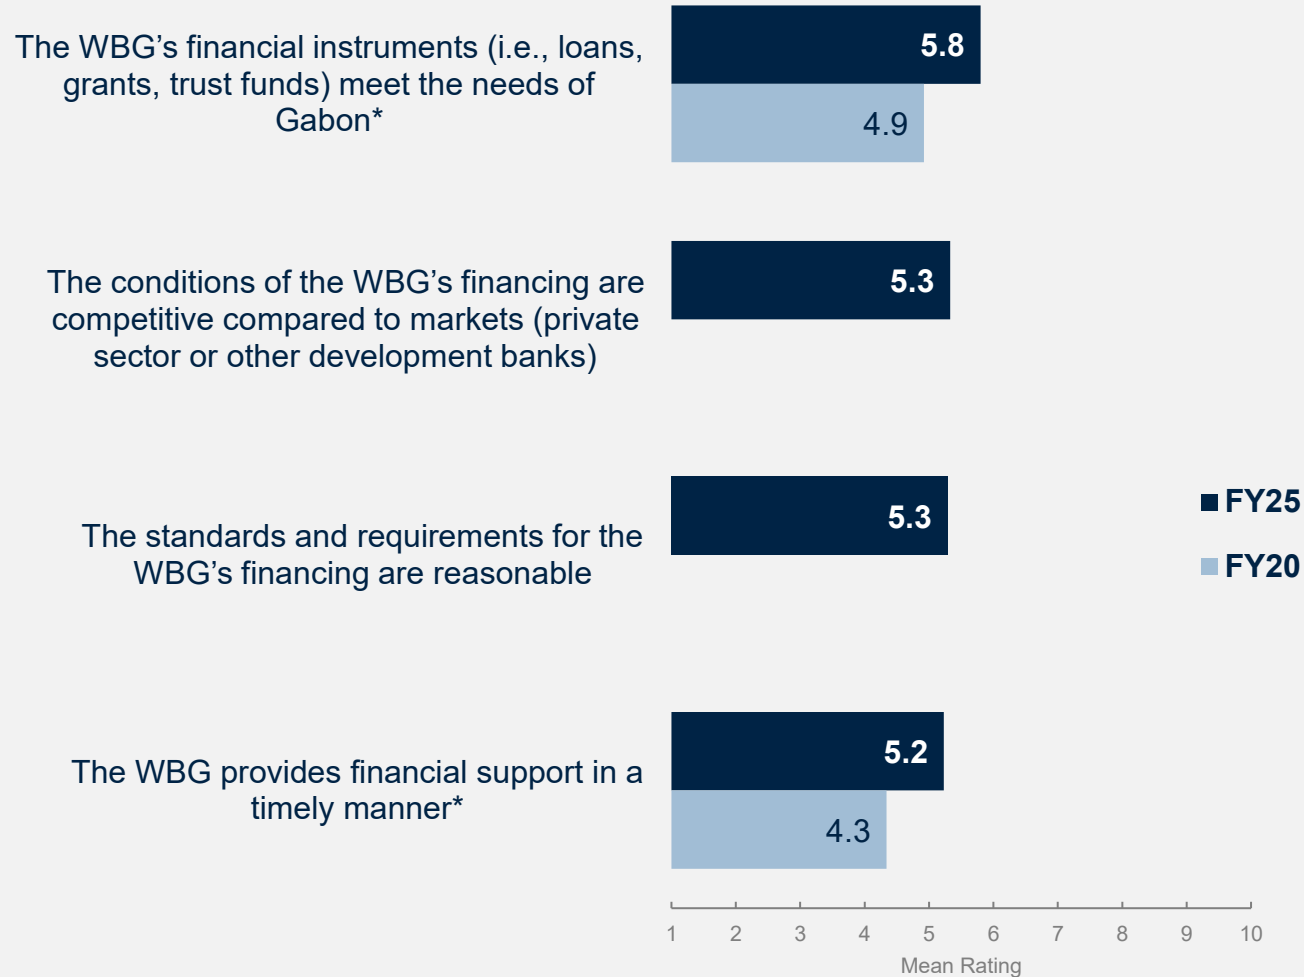 The WBG’s financial instruments (i.e., loans,
grants, trust funds) meet the needs of
Gabon*
5.8
4.9
The conditions of the WBG’s financing are
competitive compared to markets (private
sector or other development banks)
5.3
The standards and requirements for the
WBG’s financing are reasonable
5.3
FY25
FY20
The WBG provides financial support in a
timely manner*
5.2
4.3
1 2 3 4 5 6 7 8 9 10
Mean Rating